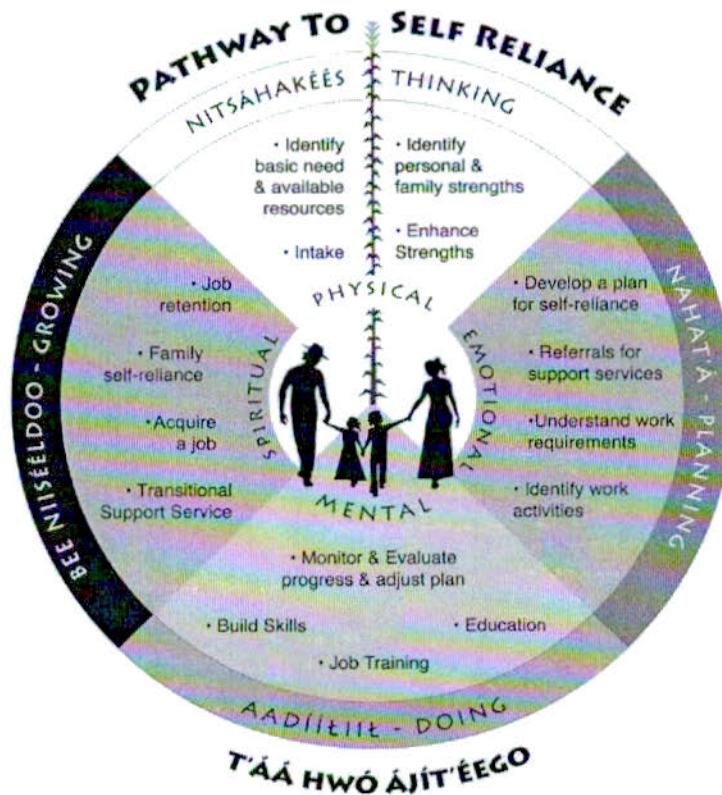 PATHWAY TO SELF RELIANCE
NITSÁHAKÉÉS THINKING
• Identify
basic need
& available
resources
• Intake
• Identify
personal &
family strengths
• Enhance
Strengths
PHYSICAL
NAHAT'Á - PLANNING
• Develop a plan
for self-reliance
• Referrals for
support services
• Understand work
requirements
• Identify work
activities
EMOTIONAL
MENTAL
• Monitor & Evaluate
progress & adjust plan
• Build Skills
• Education
• Job Training
AADÍÍŁIIŁ - DOING
SPIRITUAL
• Job
retention
• Family
self-reliance
• Acquire
a job
• Transitional
Support Service
BEE NIISÉÉLDOO - GROWING
T'ÁÁ HWÓ ÁJÍT'ÉEGO